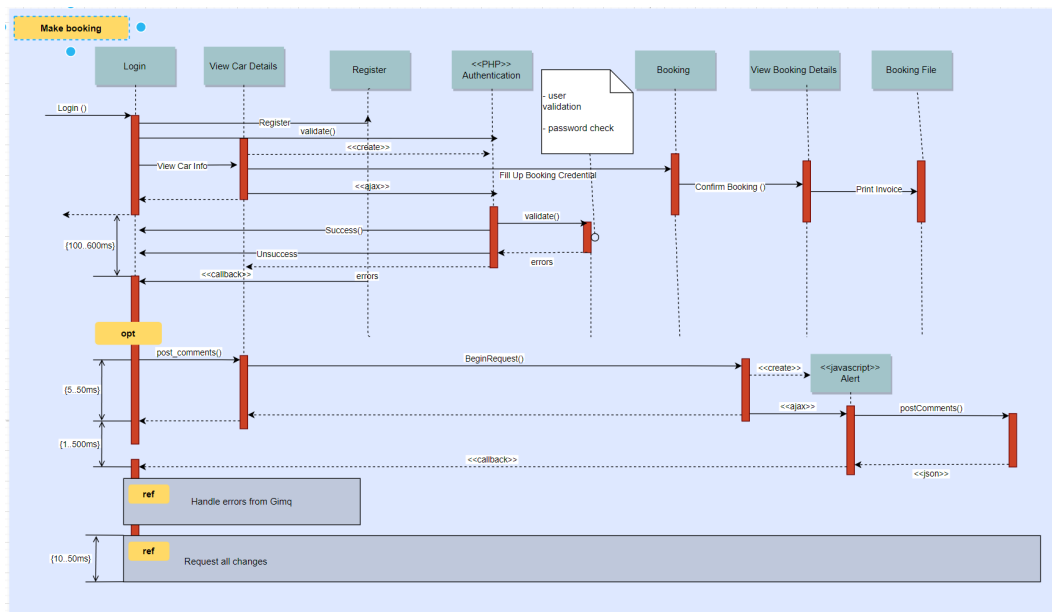 Make booking
Login
View Car Details
Register
<<PHP>>
Authentication
- user
validation
- password check
Booking
View Booking Details
Booking File
Login ()
Register
validate()
<<create>>
View Car Info
Fill Up Booking Credential
<<ajax>>
Confirm Booking ()
Print Invoice
validate()
Success()
{100..600ms}
Unsuccess
errors
<<callback>>
errors
opt
post_comments()
BeginRequest()
<<create>>
<<javascript>>
Alert
{5..50ms}
<<ajax>>
postComments()
{1..500ms}
<<callback>>
<<json>>
ref
Handle errors from Gimq
ref
{10..50ms}
Request all changes